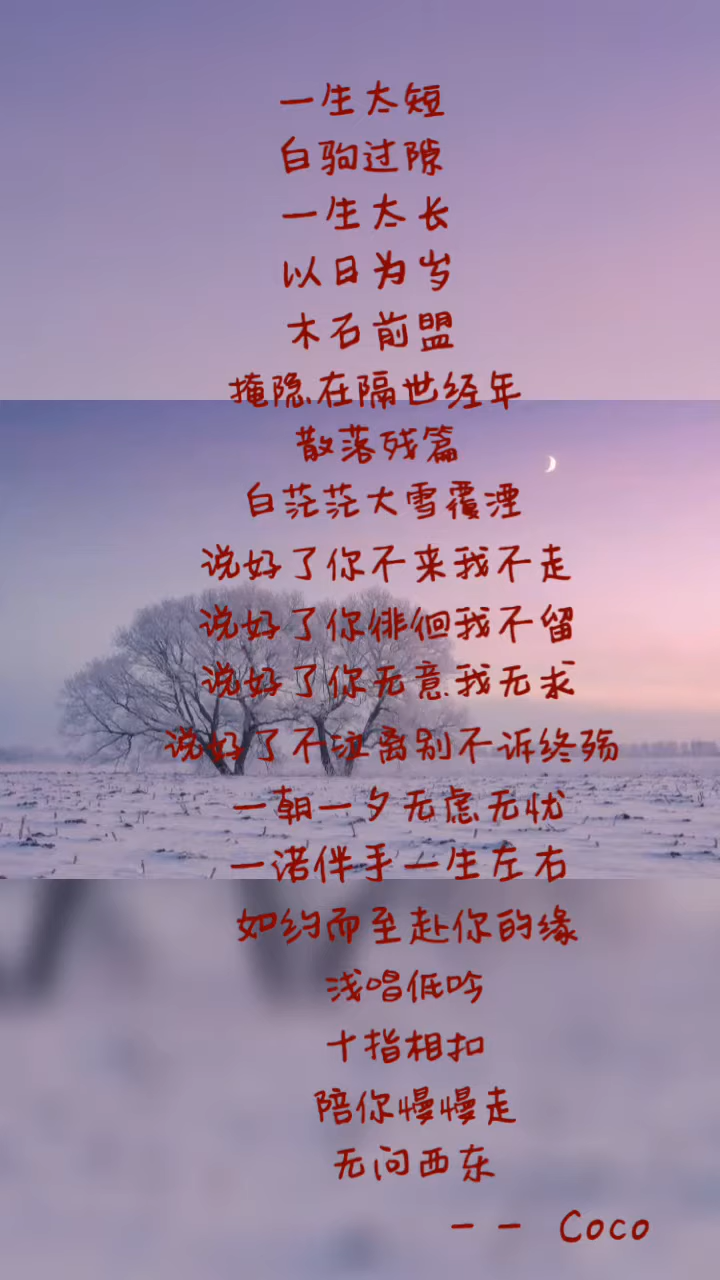 一生太短
白驹过隙
一生太长
以日为岁
木石前盟
掩隐在隔世经年
散落残篇
白茫茫大雪覆湮
说好了你不来我不走
说好了你徘徊我不留
说好了你无意我无求
说好了不泣离别不诉终殇
一朝一夕无虑无忧
一诺伴手一生左右
如约而至赴你的缘
浅唱低吟
十指相扣
陪你慢慢走
无问西东
-- Coco